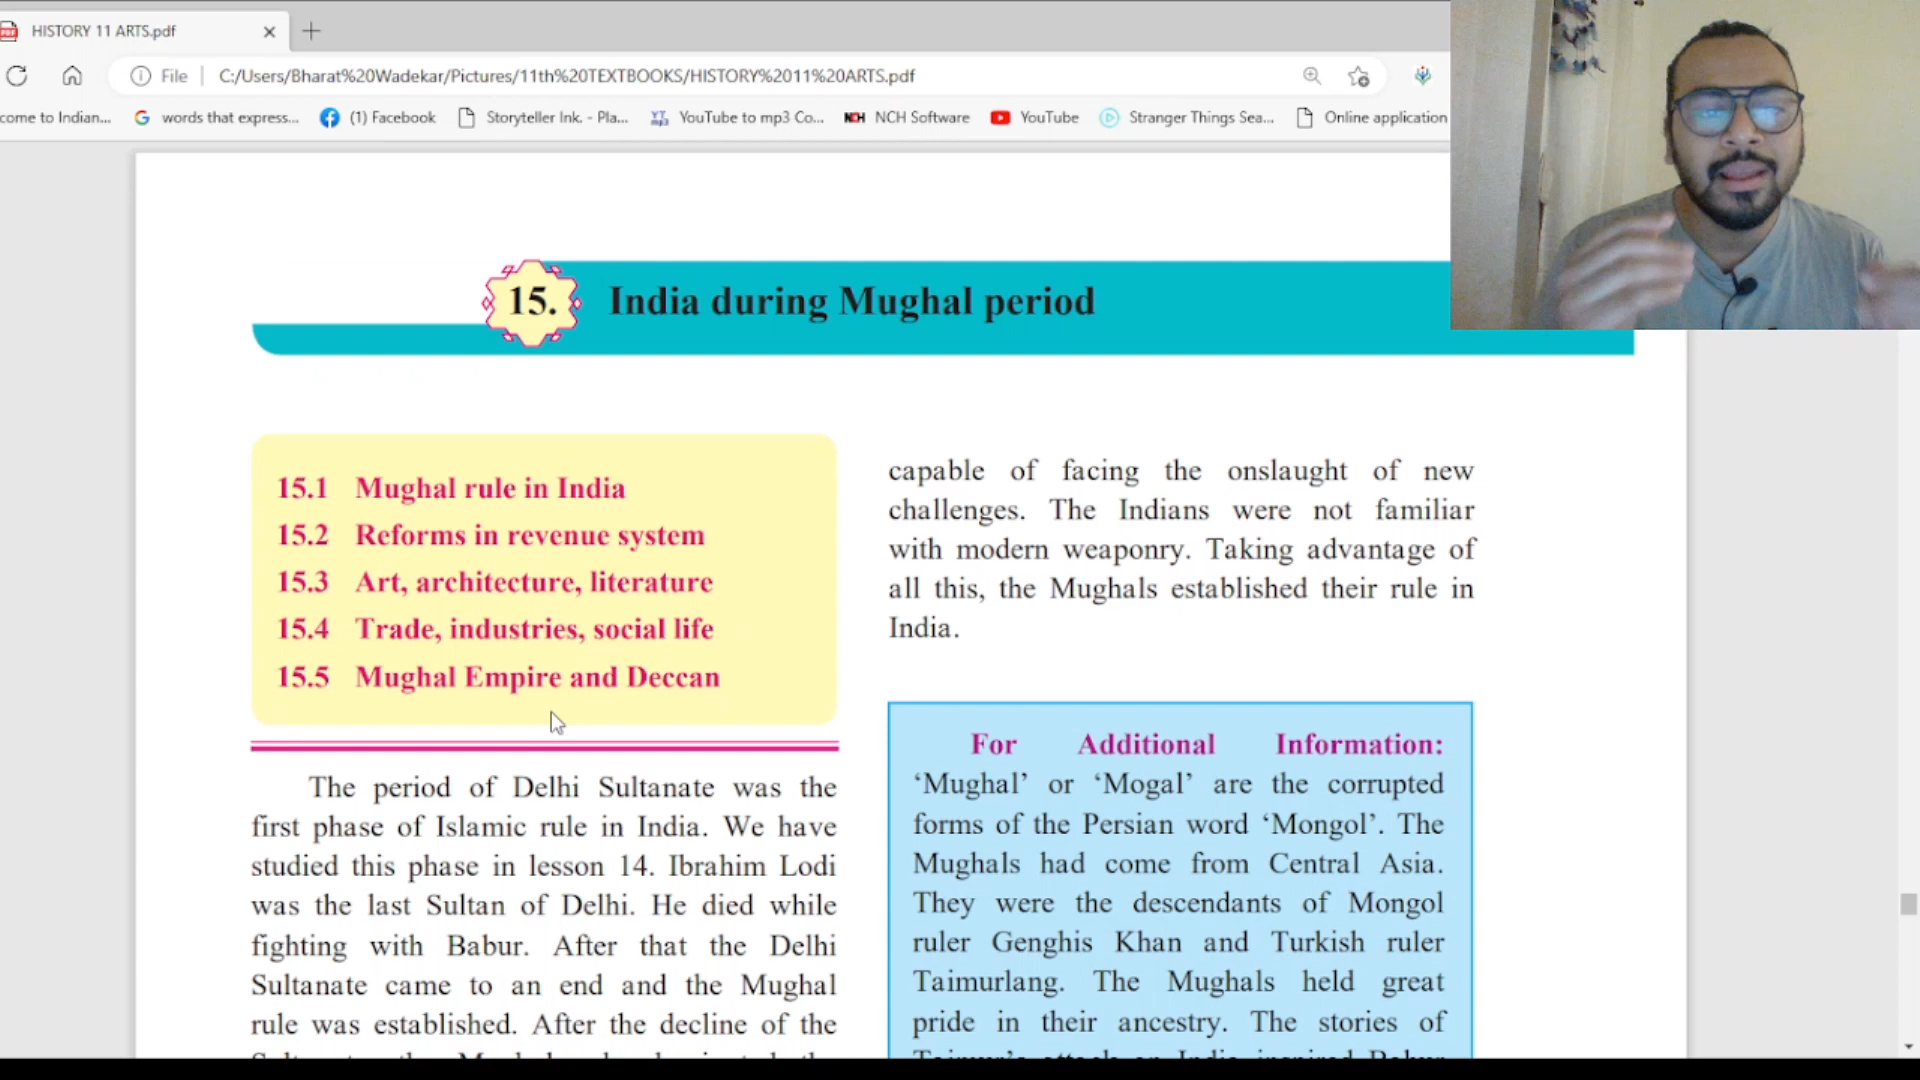 HISTORY 11 ARTS.pdf
File | C:/Users/Bharat%20Wadekar/Pictures/11th%20TEXTBOOKS/HISTORY%2011%20ARTS.pdf
come to Indian... words that express... (1) Facebook Storyteller Ink. - Pla... YouTube to mp3 Co... NCH NCH Software YouTube Stranger Things Sea... Online application
15. India during Mughal period
15.1 Mughal rule in India
15.2 Reforms in revenue system
15.3 Art, architecture, literature
15.4 Trade, industries, social life
15.5 Mughal Empire and Deccan
The period of Delhi Sultanate was the
first phase of Islamic rule in India. We have
studied this phase in lesson 14. Ibrahim Lodi
was the last Sultan of Delhi. He died while
fighting with Babur. After that the Delhi
Sultanate came to an end and the Mughal
rule was established. After the decline of the
capable of facing the onslaught of new
challenges. The Indians were not familiar
with modern weaponry. Taking advantage of
all this, the Mughals established their rule in
India.
For Additional Information:
‘Mughal’ or ‘Mogal’ are the corrupted
forms of the Persian word ‘Mongol’. The
Mughals had come from Central Asia.
They were the descendants of Mongol
ruler Genghis Khan and Turkish ruler
Taimurlang. The Mughals held great
pride in their ancestry. The stories of